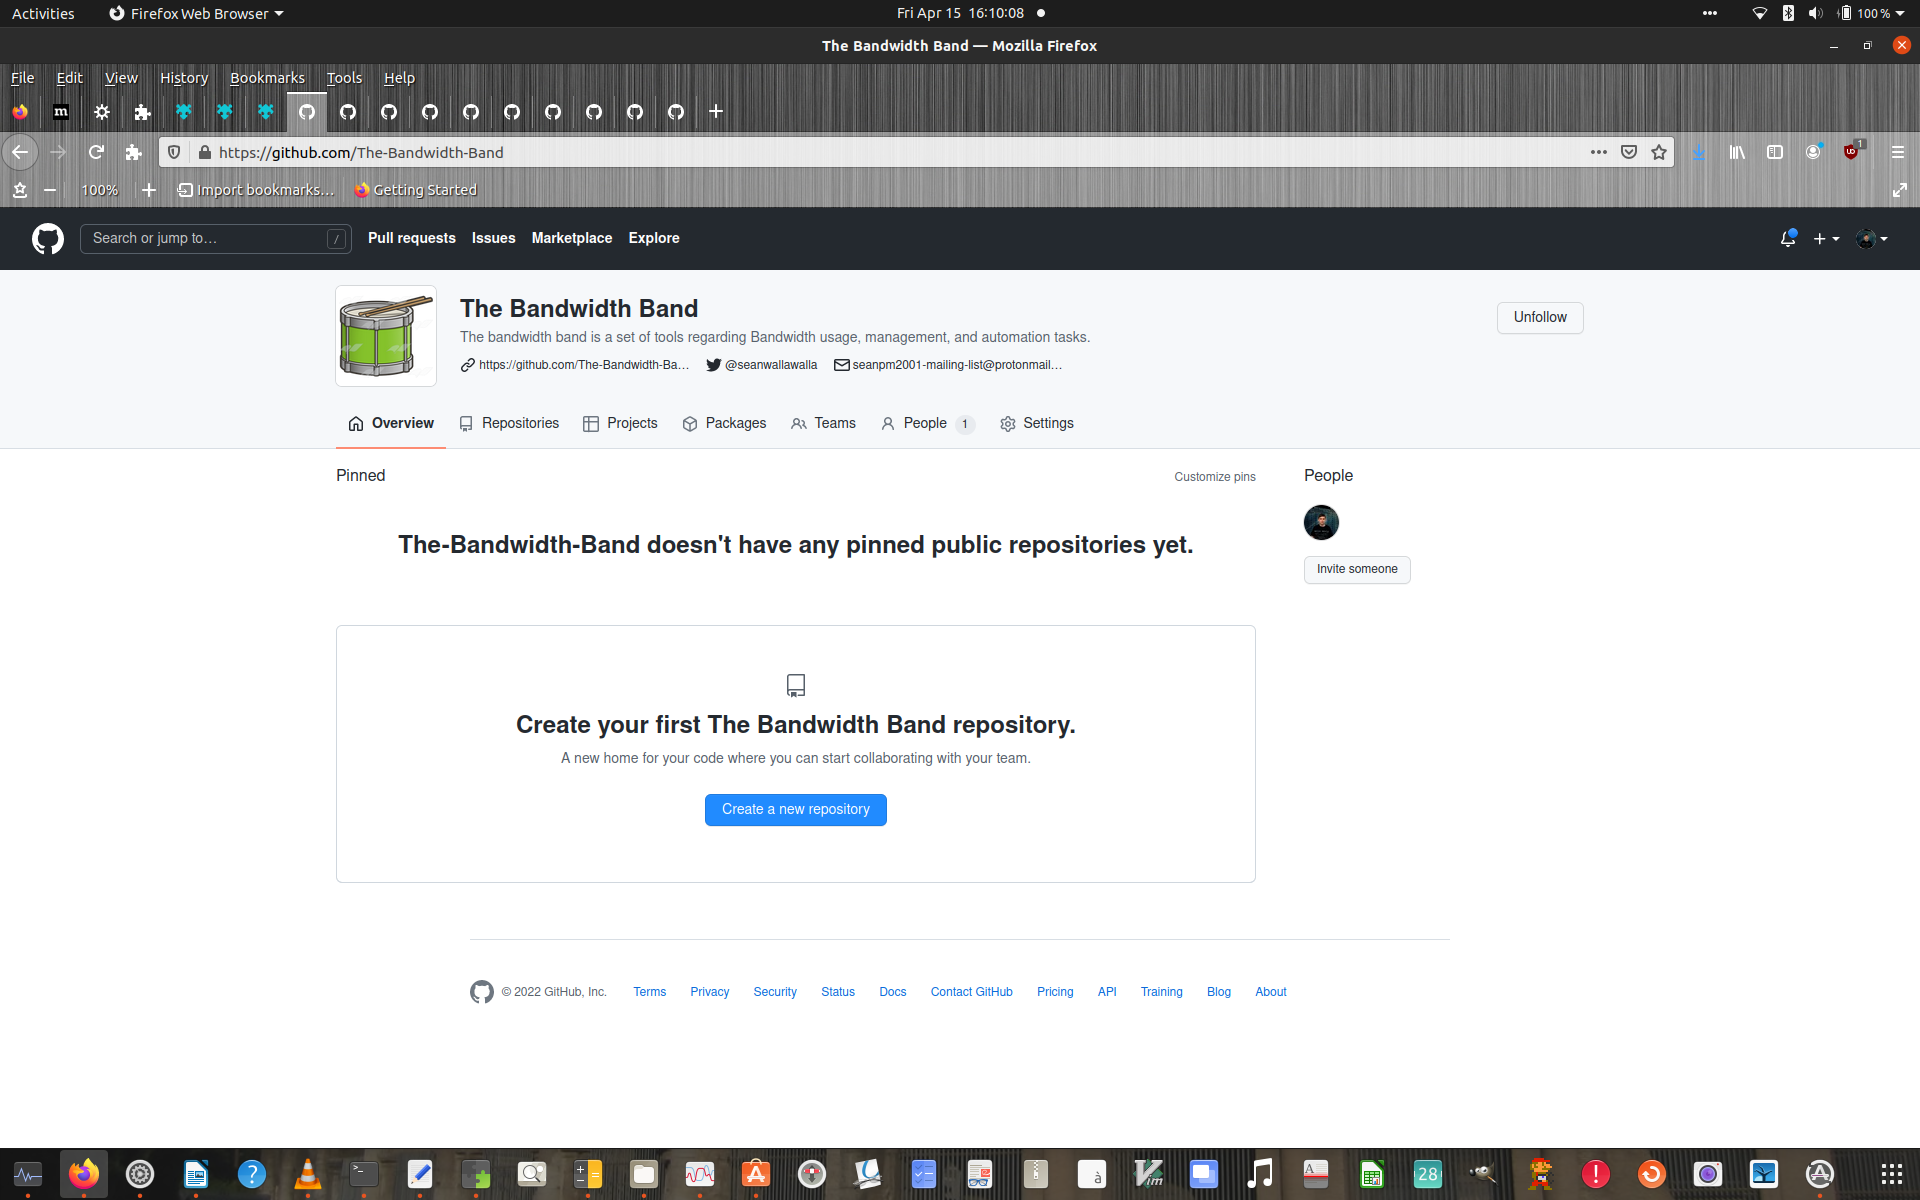 Activities
Firefox Web Browser
Fri Apr 15 16:10:08
100 %
The Bandwidth Band — Mozilla Firefox
File Edit View History Bookmarks Tools Help
m
https://github.com/The-Bandwidth-Band
1
100%
Import bookmarks…
Getting Started
Search or jump to…
/
Pull requests Issues Marketplace Explore
The Bandwidth Band
The bandwidth band is a set of tools regarding Bandwidth usage, management, and automation tasks.
https://github.com/The-Bandwidth-Ba… @seanwallawalla seanpm2001-mailing-list@protonmail…
Unfollow
Overview Repositories Projects Packages Teams People 1 Settings
Pinned
Customize pins
People
The-Bandwidth-Band doesn't have any pinned public repositories yet.
Invite someone
Create your first The Bandwidth Band repository.
A new home for your code where you can start collaborating with your team.
Create a new repository
© 2022 GitHub, Inc. Terms Privacy Security Status Docs Contact GitHub Pricing API Training Blog About
28